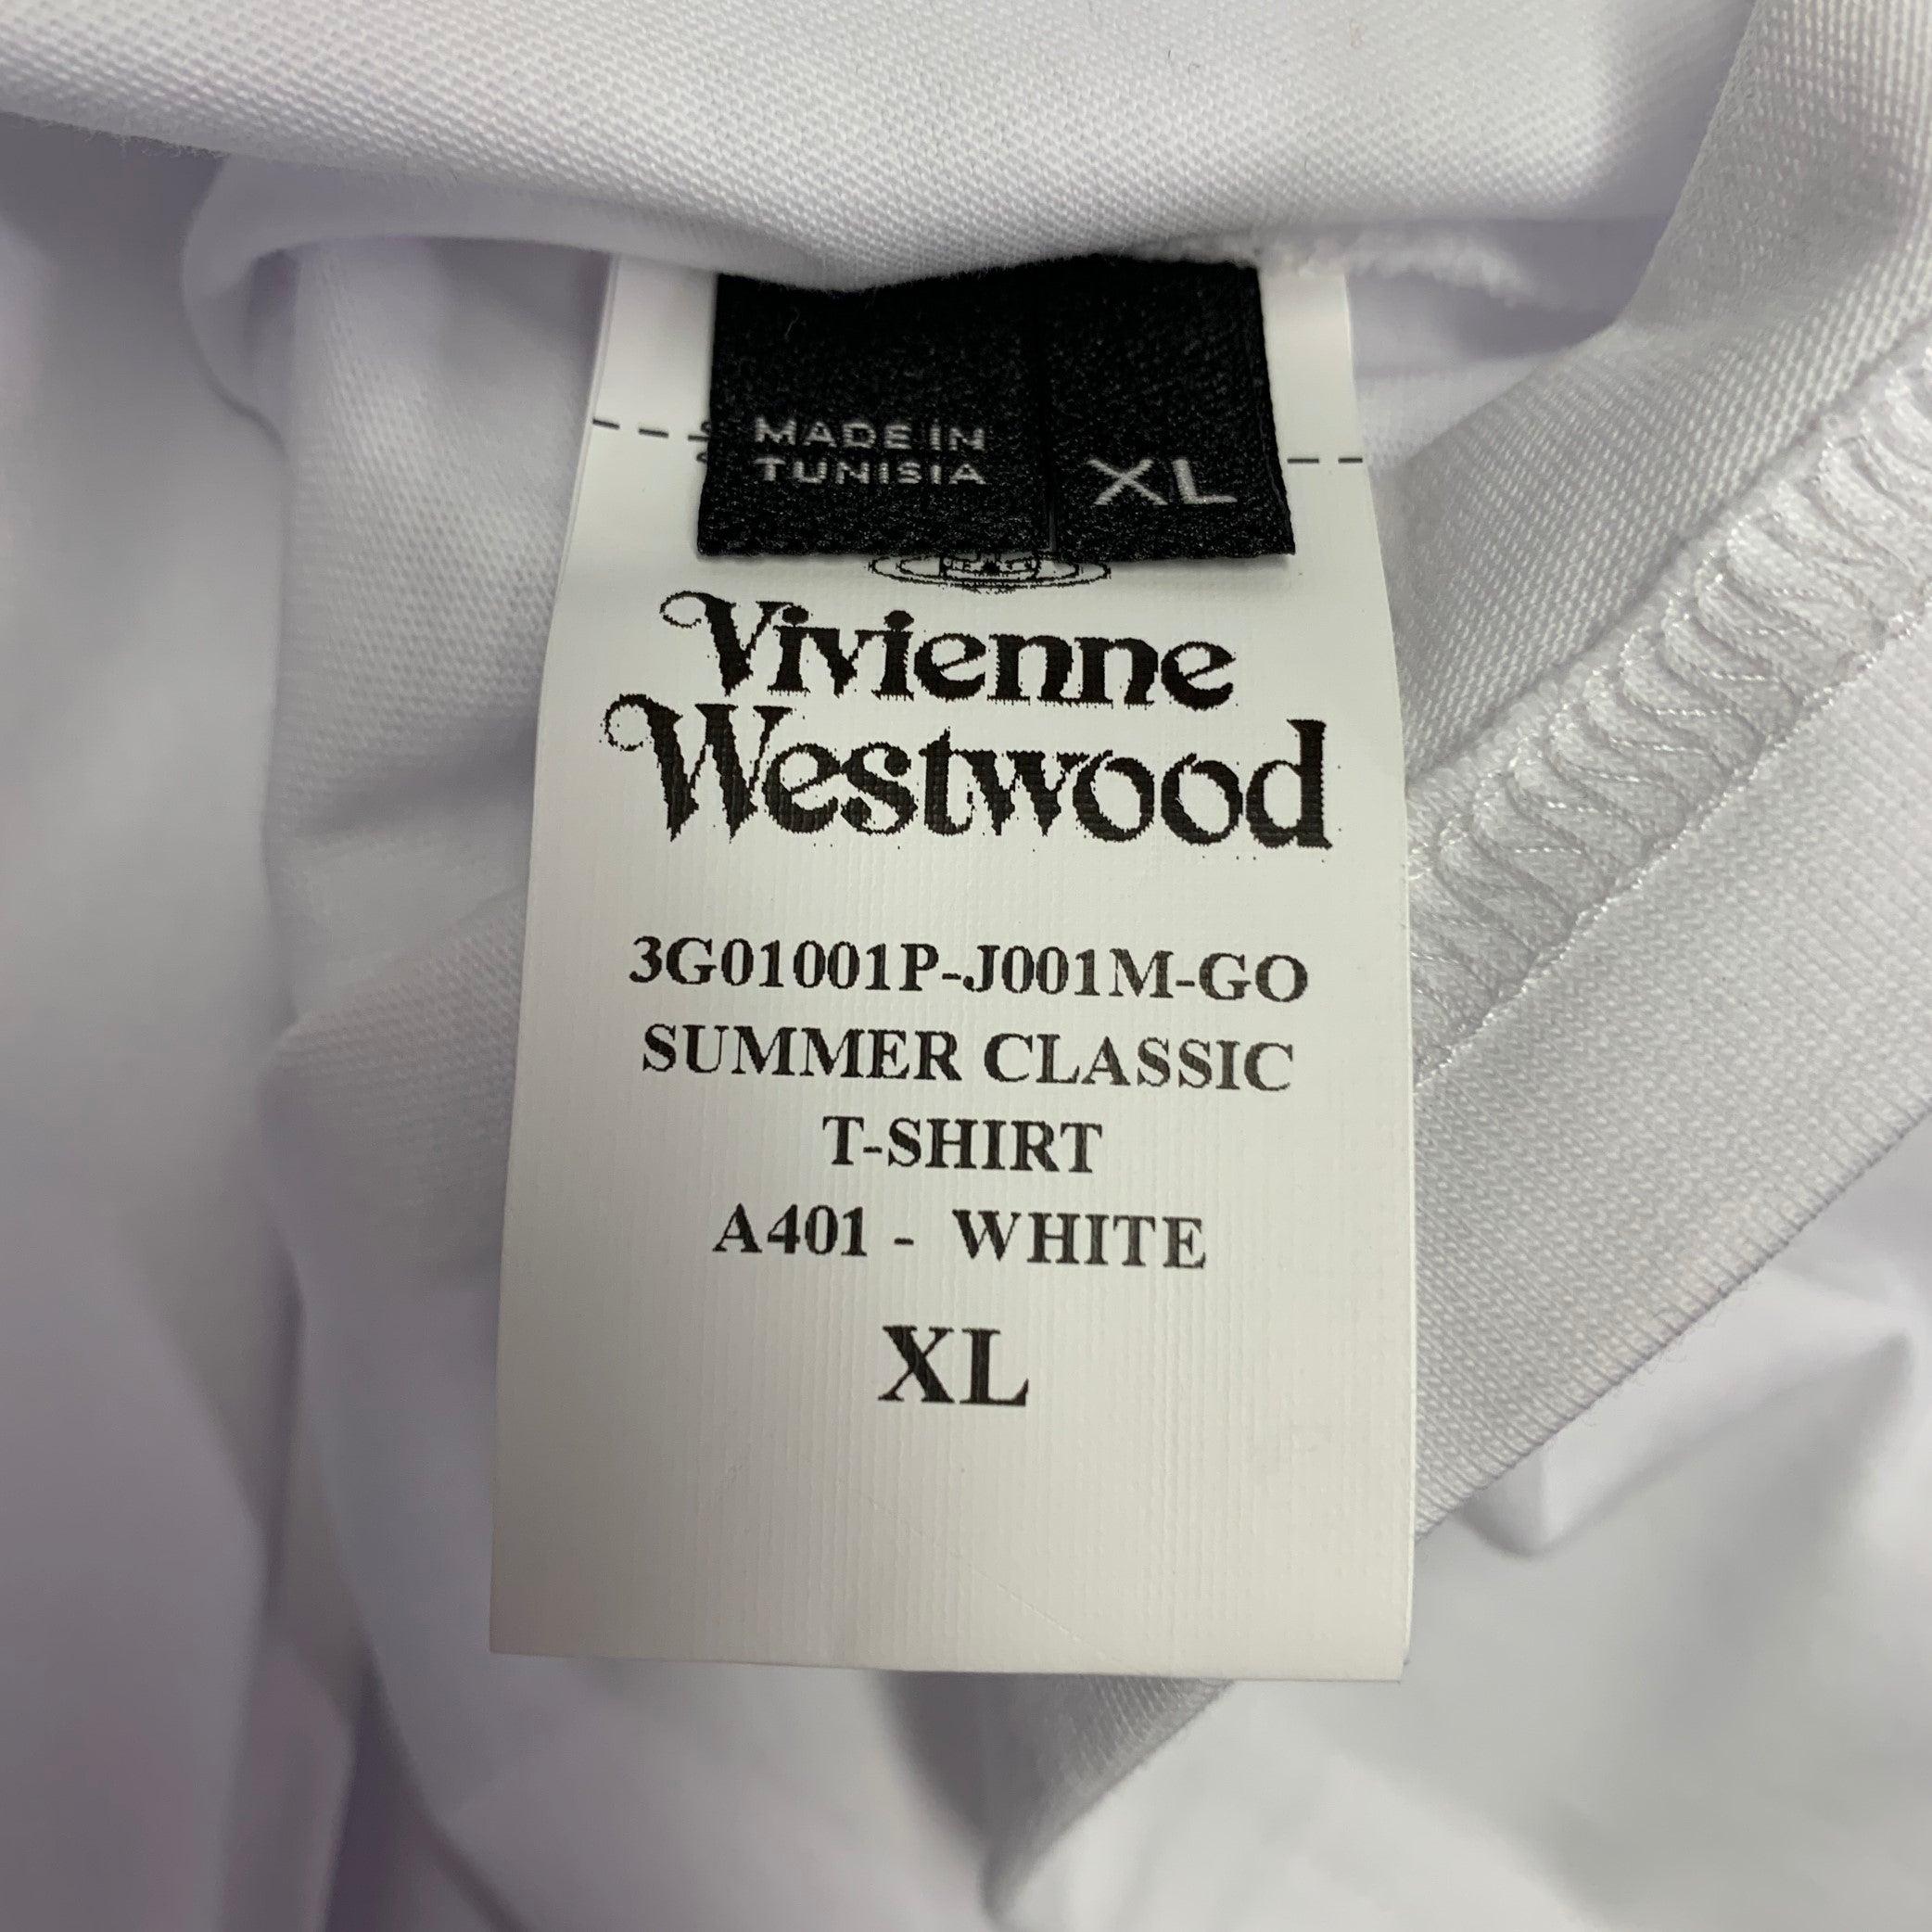 MADE IN
TUNISIA
XL
Vivienne
Westwood
3G01001P-J001M-GO
SUMMER CLASSIC
T-SHIRT
A401 - WHITE
XL